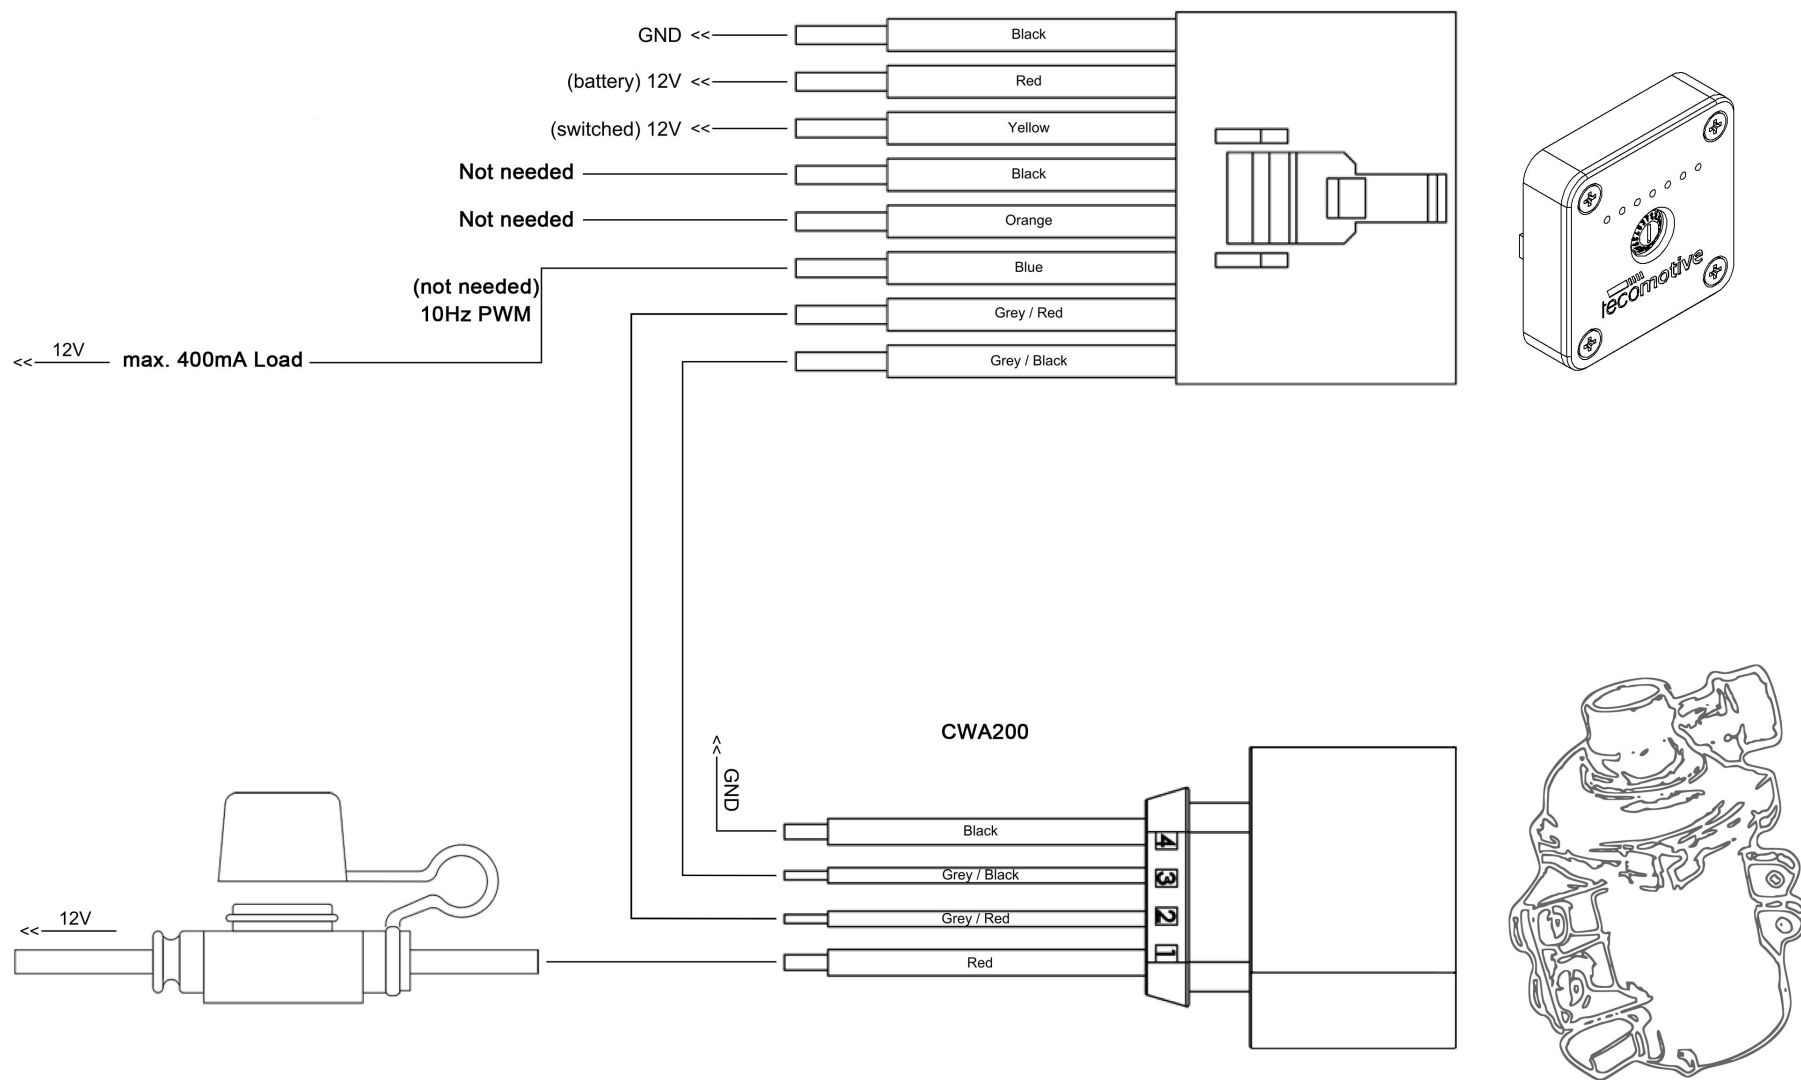 GND << Black
(battery) 12V << Red
(switched) 12V << Yellow
Not needed Black
Not needed Orange
Blue
(not needed)
10Hz PWM
Grey / Red
<< 12V max. 400mA Load
Grey / Black
tecomotive
CWA200
<< GND
Black 4
Grey / Black 3
<< 12V
Grey / Red 2
Red 1